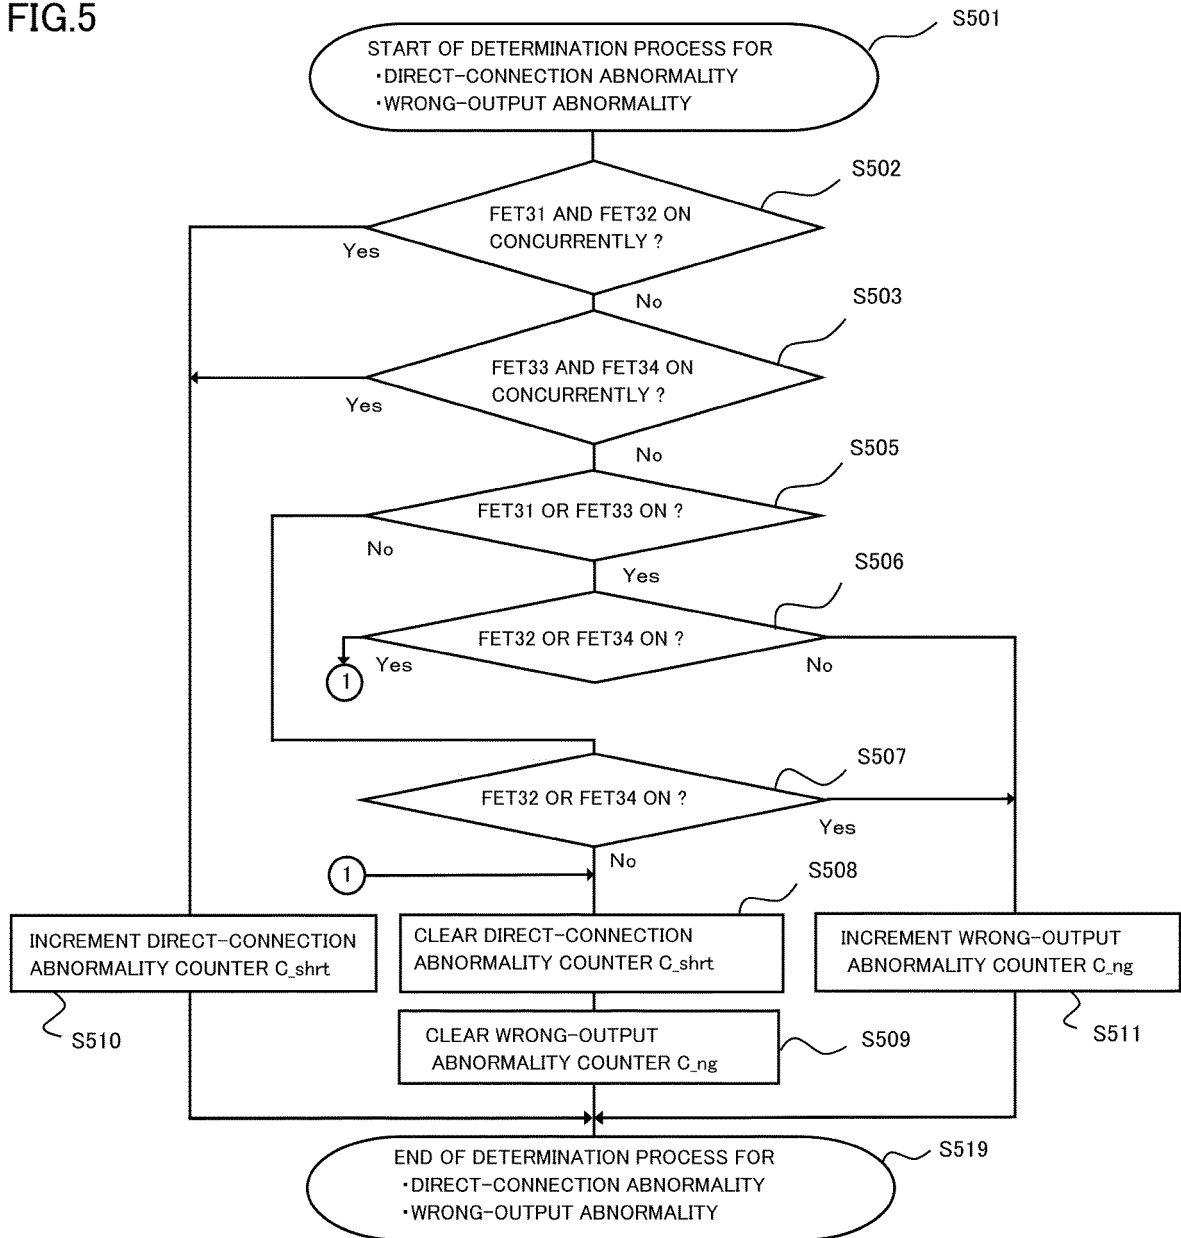 FIG.5
S501
START OF DETERMINATION PROCESS FOR
・DIRECT-CONNECTION ABNORMALITY
・WRONG-OUTPUT ABNORMALITY
S502
FET31 AND FET32 ON
CONCURRENTLY ?
Yes
No
S503
FET33 AND FET34 ON
CONCURRENTLY ?
Yes
No
S505
FET31 OR FET33 ON ?
No
Yes
S506
FET32 OR FET34 ON ?
Yes
No
1
S507
FET32 OR FET34 ON ?
Yes
No
1
S508
INCREMENT DIRECT-CONNECTION
ABNORMALITY COUNTER C_shrt
S510
CLEAR DIRECT-CONNECTION
ABNORMALITY COUNTER C_shrt
INCREMENT WRONG-OUTPUT
ABNORMALITY COUNTER C_ng
S511
CLEAR WRONG-OUTPUT
ABNORMALITY COUNTER C_ng
S509
S519
END OF DETERMINATION PROCESS FOR
・DIRECT-CONNECTION ABNORMALITY
・WRONG-OUTPUT ABNORMALITY